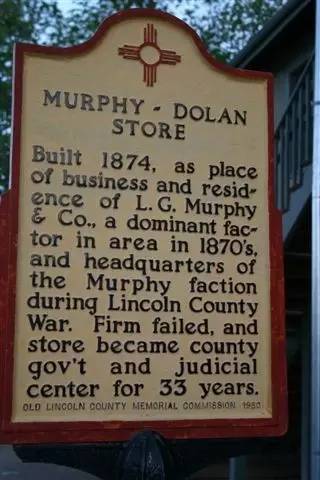 MURPHY - DOLAN
STORE
Built 1874, as place
of business and resid-
ence of L.G. Murphy
& Co., a dominant fac-
tor in area in 1870's,
and headquarters of
the Murphy faction
during Lincoln County
War. Firm failed, and
store became county
gov't and judicial
center for 33 years.
OLD LINCOLN COUNTY MEMORIAL COMMISSION 1950